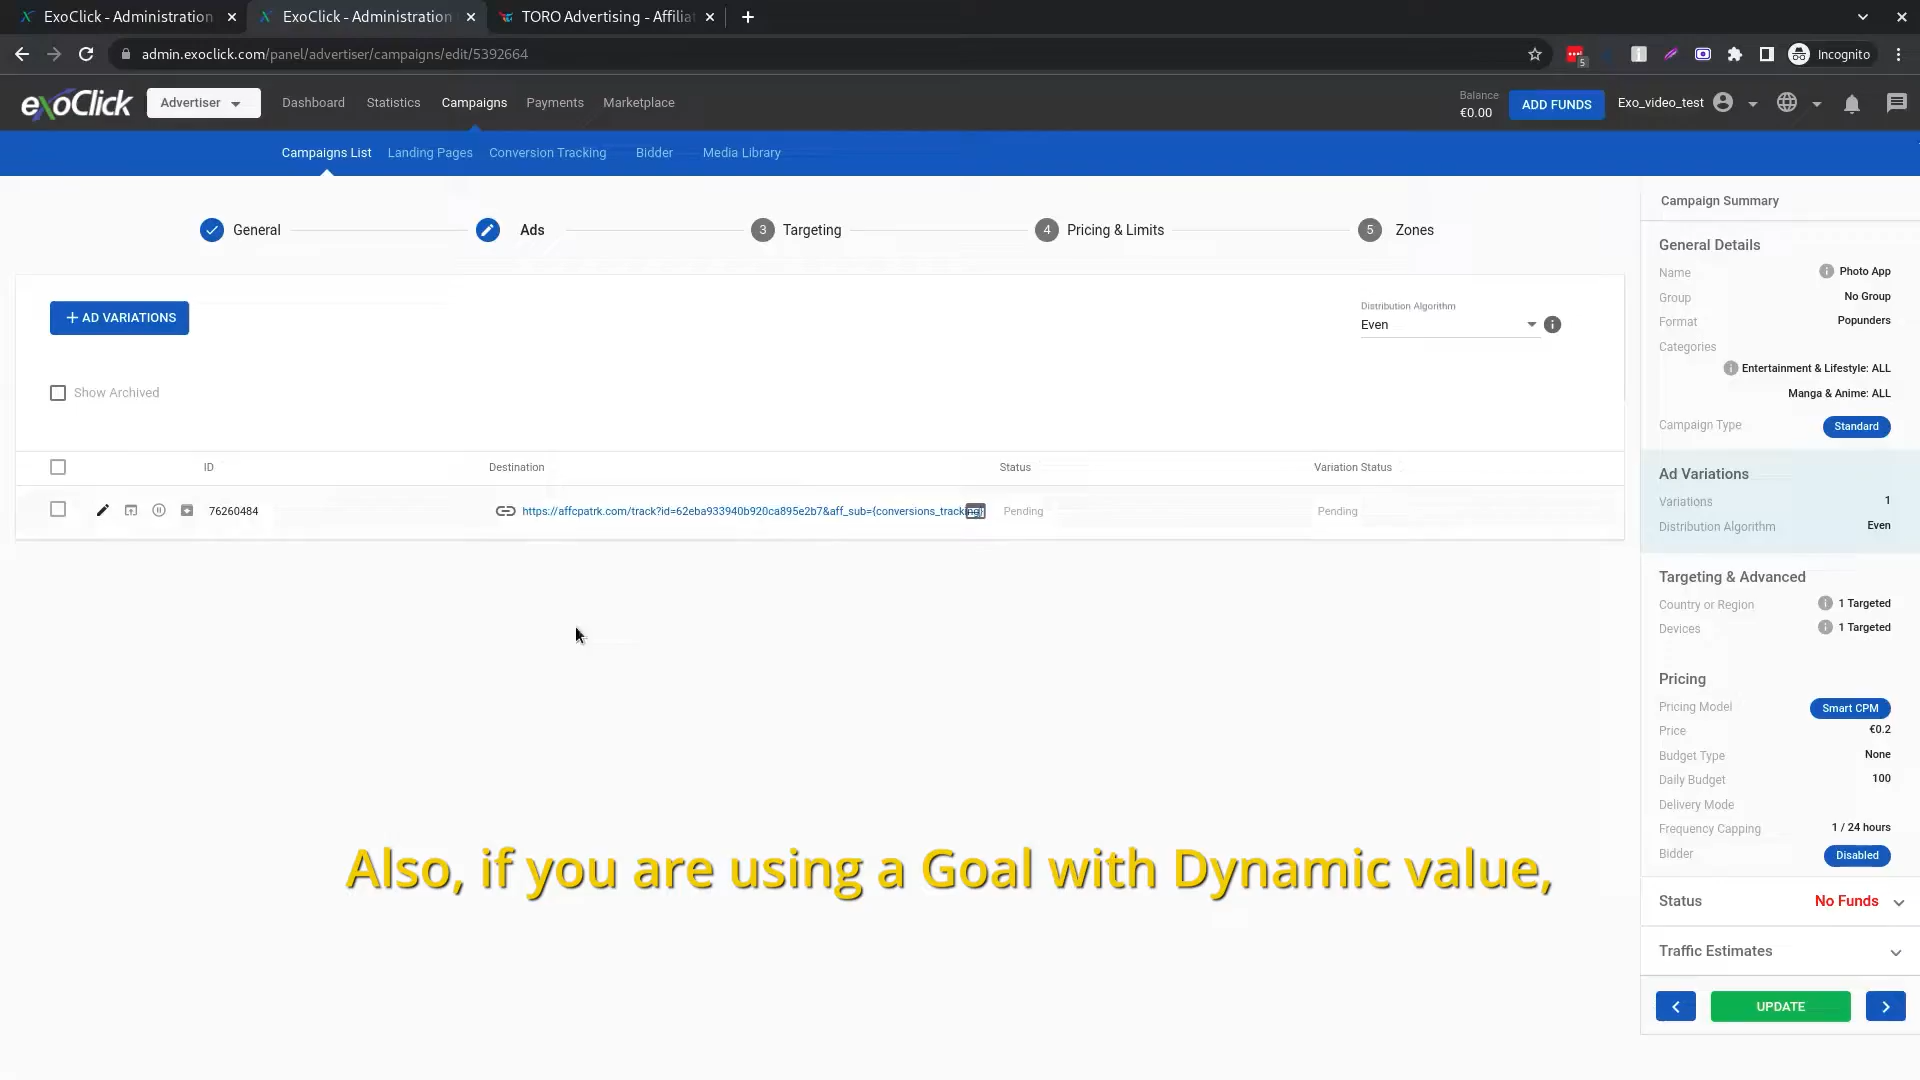 ExoClick - Administration
ExoClick - Administration
TORO Advertising - Affilia
admin.exoclick.com/panel/advertiser/campaigns/edit/5392664
5
Incognito
exoClick
Advertiser
Dashboard
Statistics
Campaigns
Payments
Marketplace
Balance
€0.00
ADD FUNDS
Exo_video_test
Campaigns List
Landing Pages
Conversion Tracking
Bidder
Media Library
General
Ads
3 Targeting
4 Pricing & Limits
5 Zones
+ AD VARIATIONS
Distribution Algorithm
Even
Show Archived
ID
Destination
Status
Variation Status
76260484
https://affcpatrk.com/track?id=62eba933940b920ca895e2b7&aff_sub={conversions_tracking}
Pending
Pending
Campaign Summary
General Details
Name
Photo App
Group
No Group
Format
Popunders
Categories
Entertainment & Lifestyle: ALL
Manga & Anime: ALL
Campaign Type
Standard
Ad Variations
Variations
1
Distribution Algorithm
Even
Targeting & Advanced
Country or Region
1 Targeted
Devices
1 Targeted
Pricing
Pricing Model
Smart CPM
Price
€0.2
Budget Type
None
Daily Budget
100
Delivery Mode
Frequency Capping
1 / 24 hours
Bidder
Disabled
Status
No Funds
Traffic Estimates
UPDATE
Also, if you are using a Goal with Dynamic value,